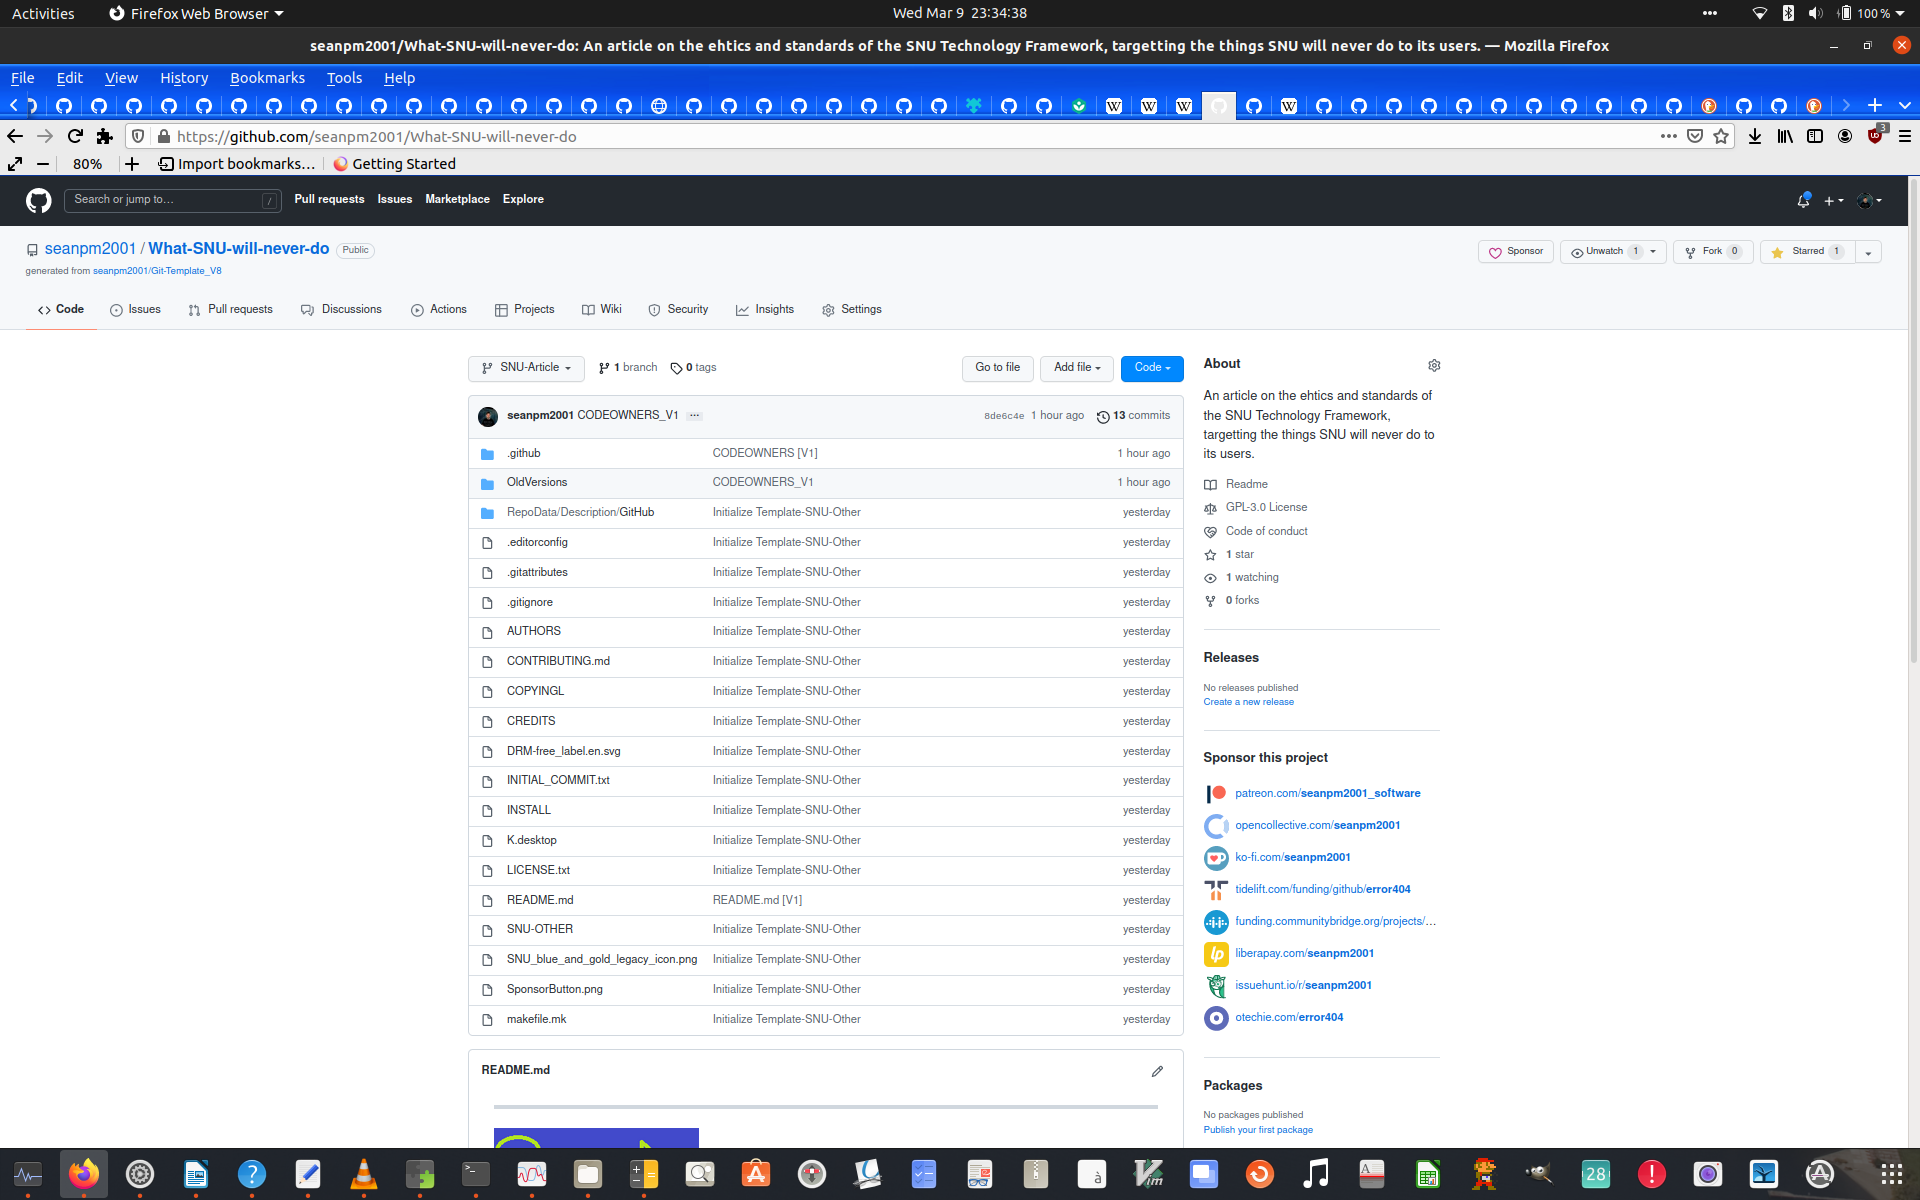 Activities
Firefox Web Browser
Wed Mar 9  23:34:38
100 %
seanpm2001/What-SNU-will-never-do: An article on the ehtics and standards of the SNU Technology Framework, targetting the things SNU will never do to its users. — Mozilla Firefox
File Edit View History Bookmarks Tools Help
https://github.com/seanpm2001/What-SNU-will-never-do
3
80%
Import bookmarks…
Getting Started
Search or jump to…
/
Pull requests Issues Marketplace Explore
seanpm2001 / What-SNU-will-never-do Public
generated from seanpm2001/Git-Template_V8
Sponsor
Unwatch 1
Fork 0
Starred 1
Code Issues Pull requests Discussions Actions Projects Wiki Security Insights Settings
SNU-Article
1 branch
0 tags
Go to file
Add file
Code
seanpm2001 CODEOWNERS_V1 ...
8de6c4e 1 hour ago
13 commits
.github CODEOWNERS [V1] 1 hour ago
OldVersions CODEOWNERS_V1 1 hour ago
RepoData/Description/GitHub Initialize Template-SNU-Other yesterday
.editorconfig Initialize Template-SNU-Other yesterday
.gitattributes Initialize Template-SNU-Other yesterday
.gitignore Initialize Template-SNU-Other yesterday
AUTHORS Initialize Template-SNU-Other yesterday
CONTRIBUTING.md Initialize Template-SNU-Other yesterday
COPYINGL Initialize Template-SNU-Other yesterday
CREDITS Initialize Template-SNU-Other yesterday
DRM-free_label.en.svg Initialize Template-SNU-Other yesterday
INITIAL_COMMIT.txt Initialize Template-SNU-Other yesterday
INSTALL Initialize Template-SNU-Other yesterday
K.desktop Initialize Template-SNU-Other yesterday
LICENSE.txt Initialize Template-SNU-Other yesterday
README.md README.md [V1] yesterday
SNU-OTHER Initialize Template-SNU-Other yesterday
SNU_blue_and_gold_legacy_icon.png Initialize Template-SNU-Other yesterday
SponsorButton.png Initialize Template-SNU-Other yesterday
makefile.mk Initialize Template-SNU-Other yesterday
README.md
About
An article on the ehtics and standards of
the SNU Technology Framework,
targetting the things SNU will never do to
its users.
Readme
GPL-3.0 License
Code of conduct
1 star
1 watching
0 forks
Releases
No releases published
Create a new release
Sponsor this project
patreon.com/seanpm2001_software
opencollective.com/seanpm2001
ko-fi.com/seanpm2001
tidelift.com/funding/github/error404
funding.communitybridge.org/projects/…
liberapay.com/seanpm2001
issuehunt.io/r/seanpm2001
otechie.com/error404
Packages
No packages published
Publish your first package
28